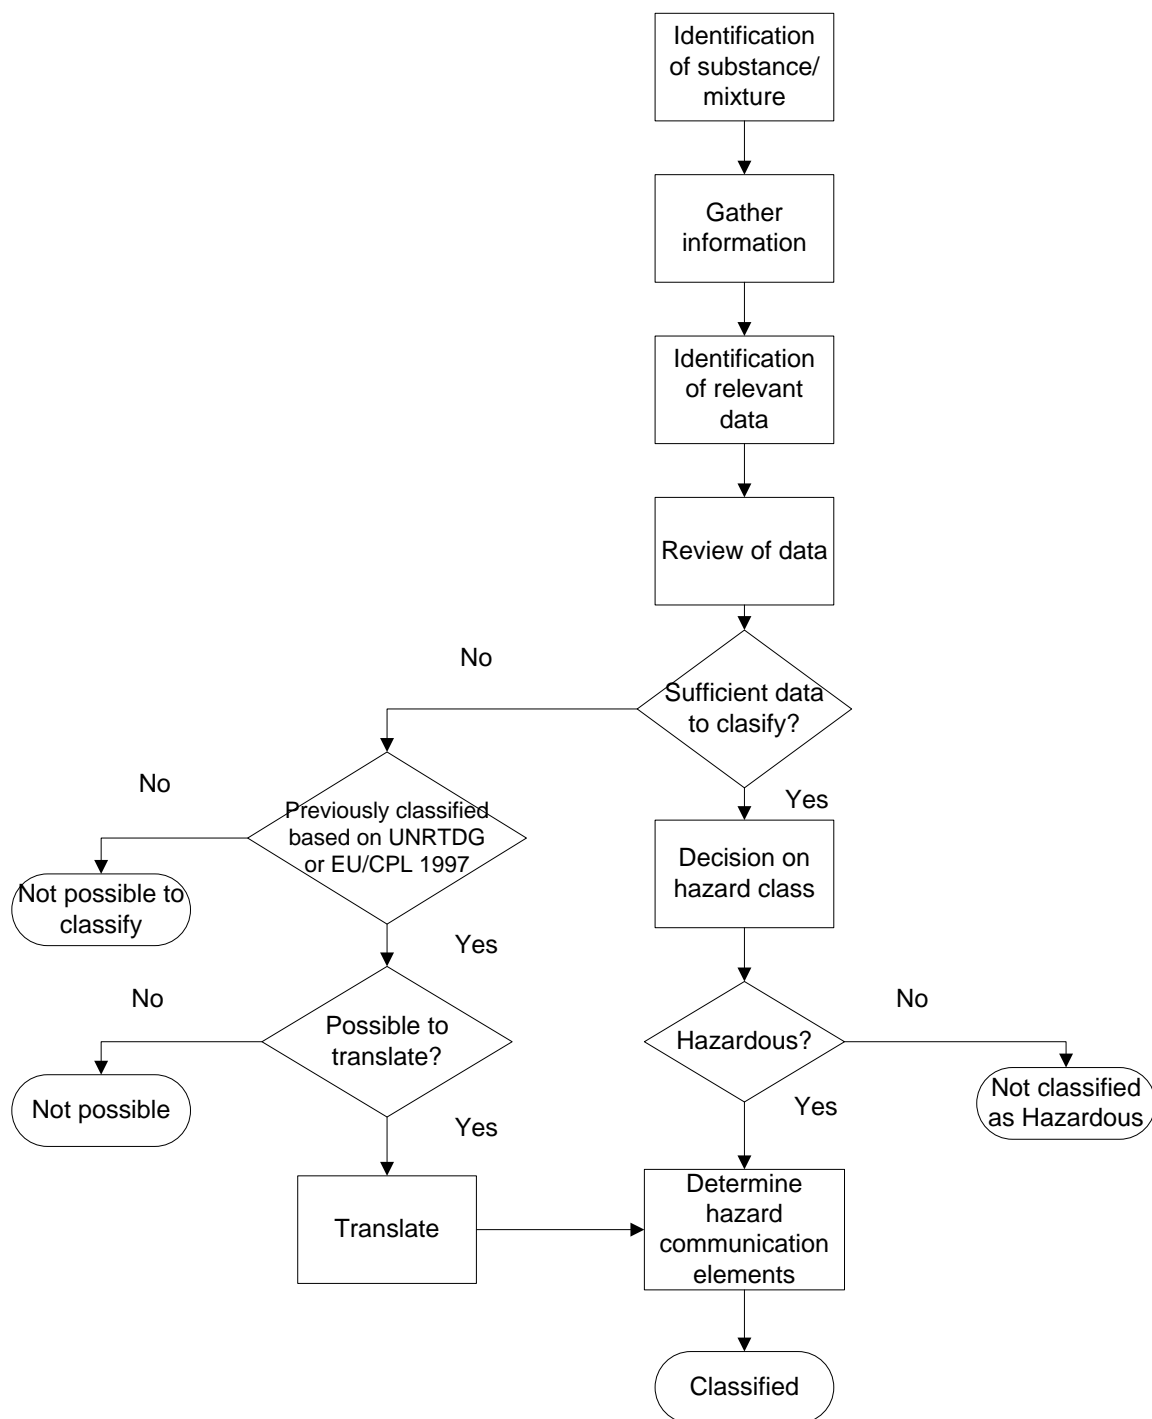 Identification
of substance/
mixture
Gather
information
Identification
of relevant
data
Review of data
No
Sufficient data
to clasify?
No
Yes
Previously classified
based on UNRTDG
or EU/CPL 1997
Decision on
hazard class
Not possible to
classify
Yes
No
No
Possible to
translate?
Hazardous?
Not possible
Yes
Not classified
as Hazardous
Yes
Translate
Determine
hazard
communication
elements
Classified